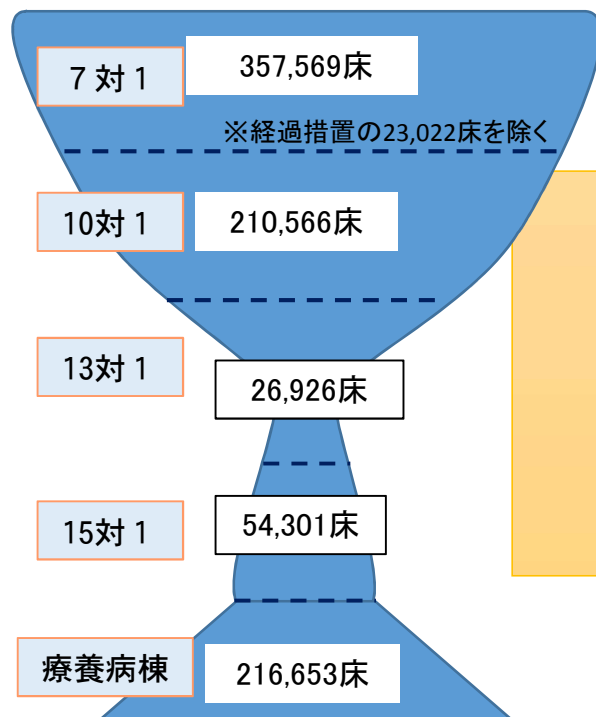 ７対１
357,569床
※経過措置の23,022床を除く
10対１
210,566床
13対１
26,926床
15対１
54,301床
療養病棟
216,653床